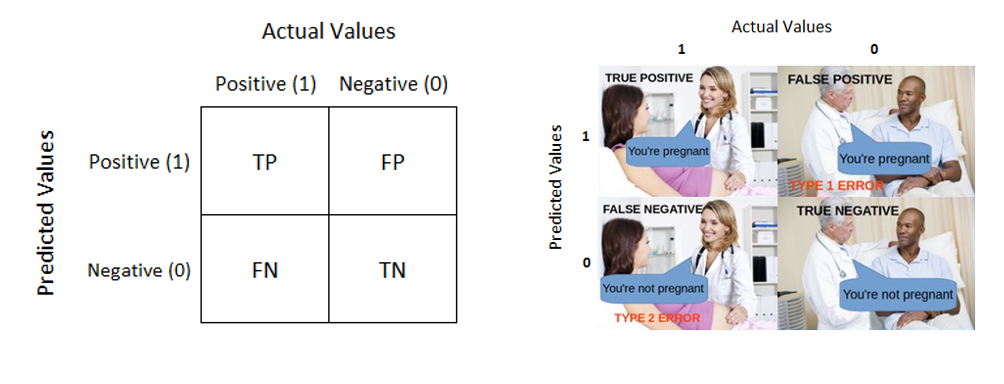 Actual Values
Positive (1) Negative (0)
Predicted Values
Positive (1) TP FP
Negative (0) FN TN
Actual Values
1 0
Predicted Values
1
TRUE POSITIVE
You're pregnant
FALSE POSITIVE
You're pregnant
TYPE 1 ERROR
0
FALSE NEGATIVE
You're not pregnant
TYPE 2 ERROR
TRUE NEGATIVE
You're not pregnant